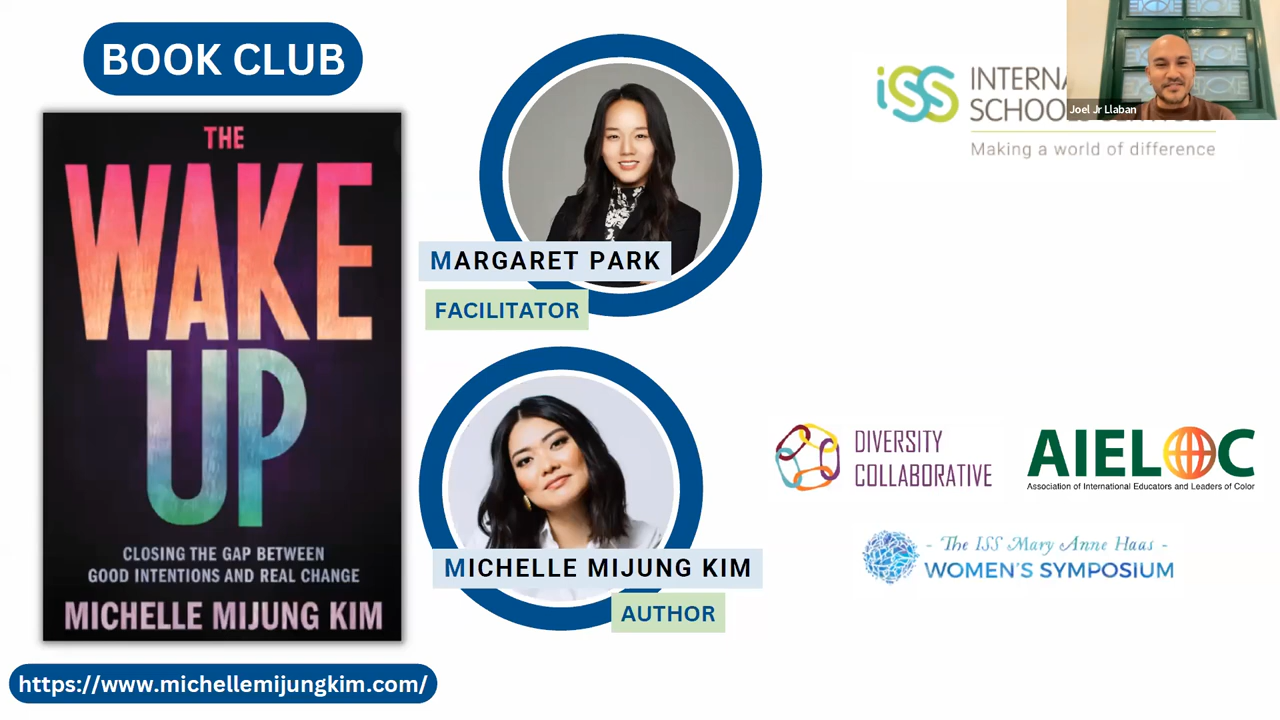 BOOK CLUB
THE
WAKE
UP
CLOSING THE GAP BETWEEN
GOOD INTENTIONS AND REAL CHANGE
MICHELLE MIJUNG KIM
https://www.michellemijungkim.com/
MARGARET PARK
FACILITATOR
MICHELLE MIJUNG KIM
AUTHOR
iSS
SCHOOLS
Making a world of difference
Joel Jr Llaban
DIVERSITY
COLLABORATIVE
AIELOC
Association of International Educators and Leaders of Color
- The ISS Mary Anne Haas -
WOMEN'S SYMPOSIUM